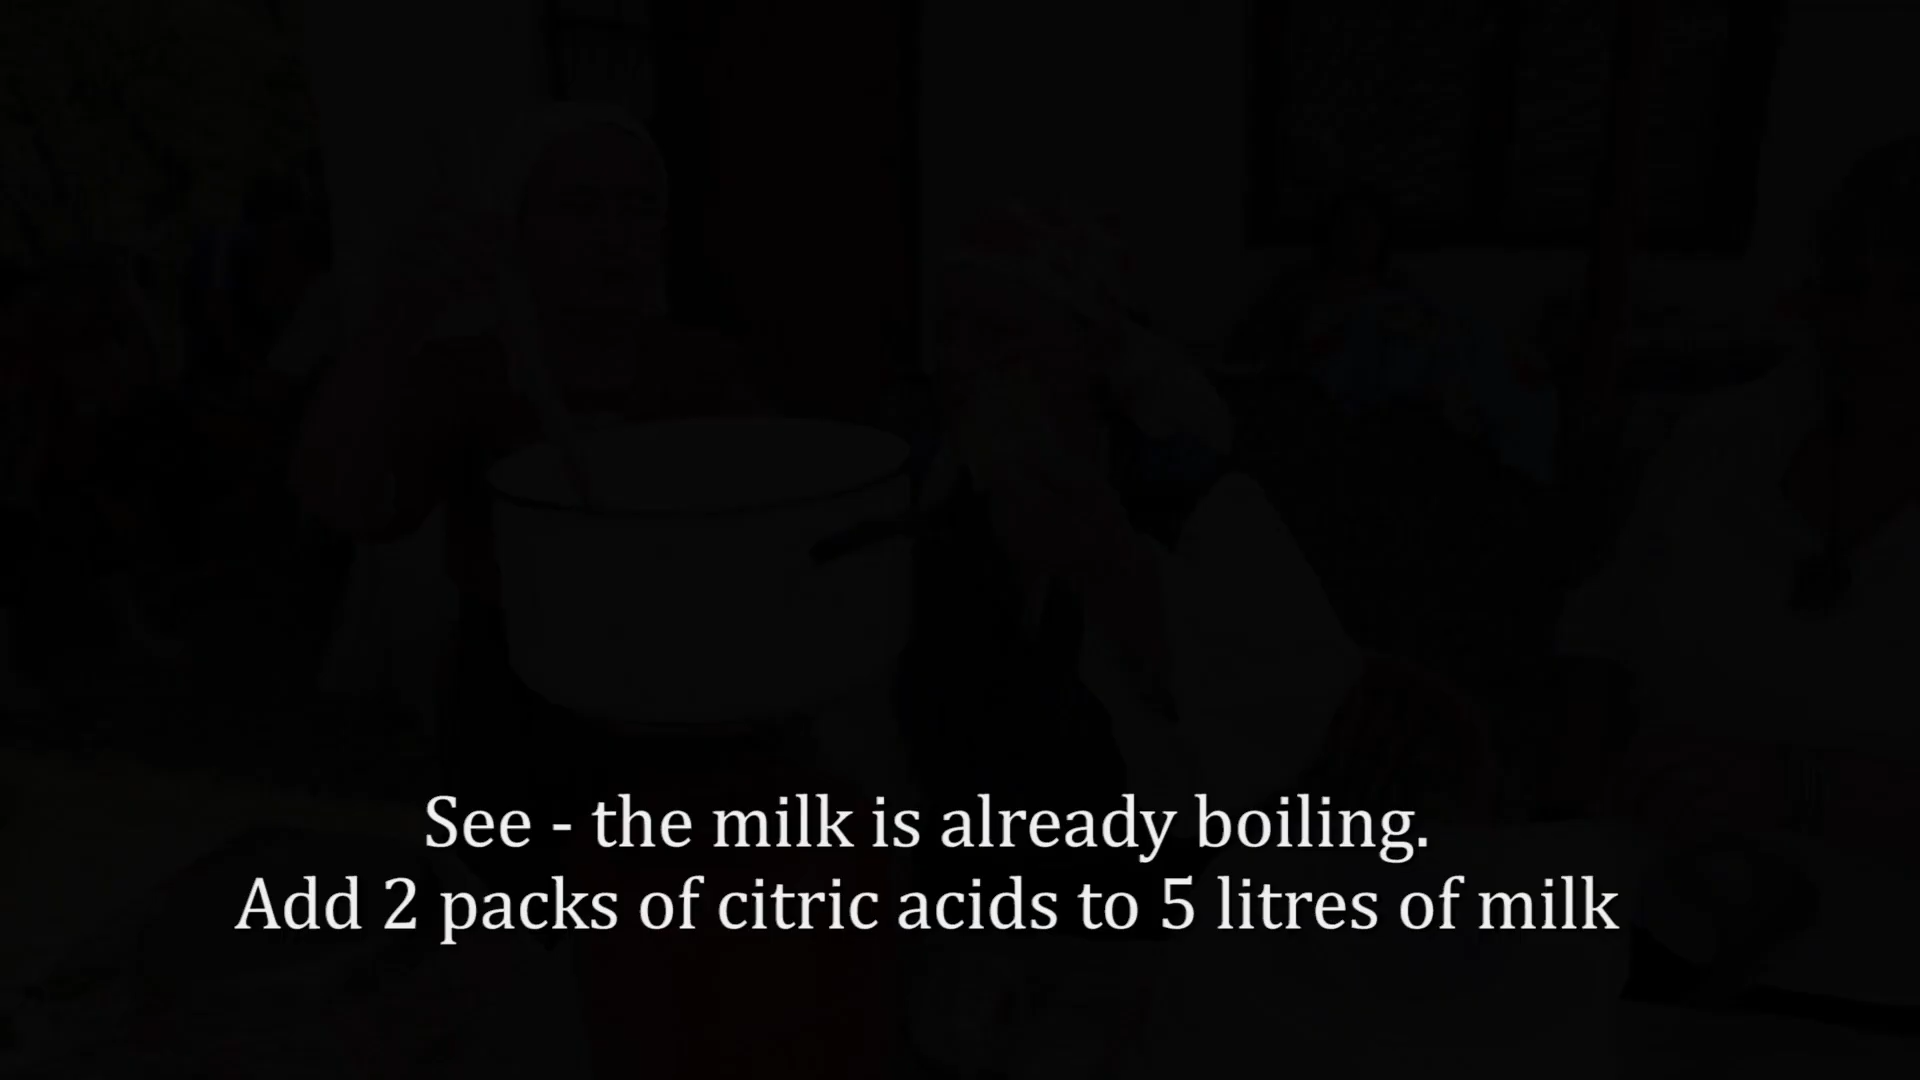 See - the milk is already boiling.
Add 2 packs of citric acids to 5 litres of milk